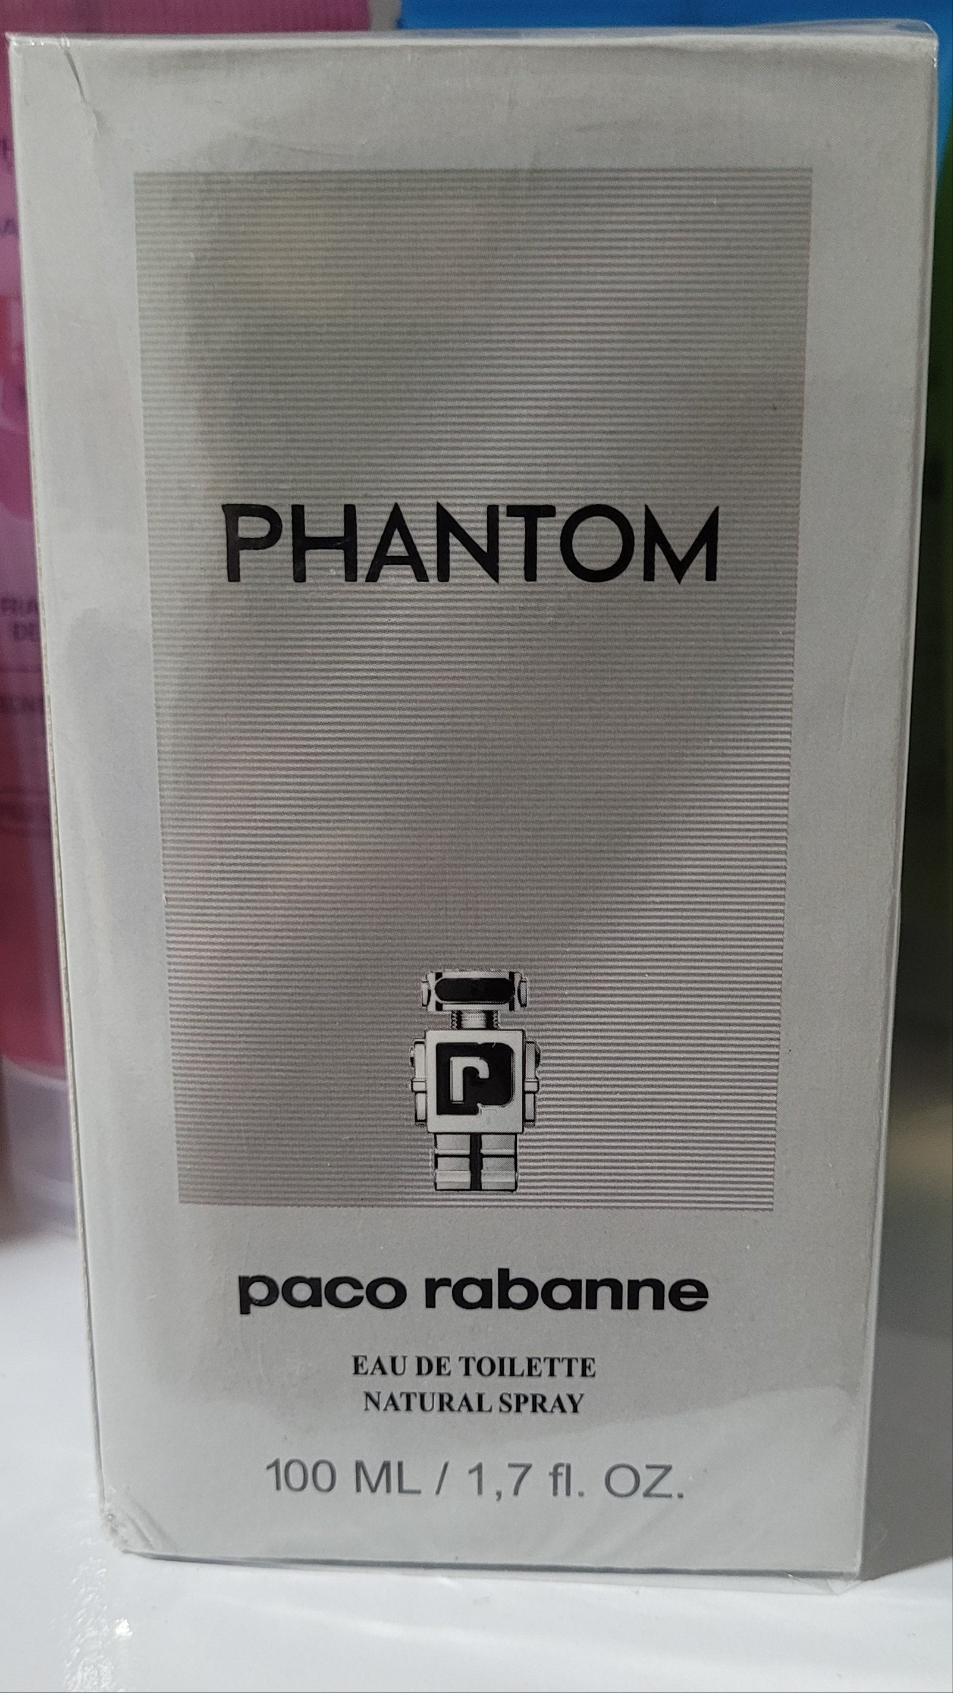 PHANTOM
P
paco rabanne
EAU DE TOILETTE
NATURAL SPRAY
100 ML / 1,7 fl. OZ.